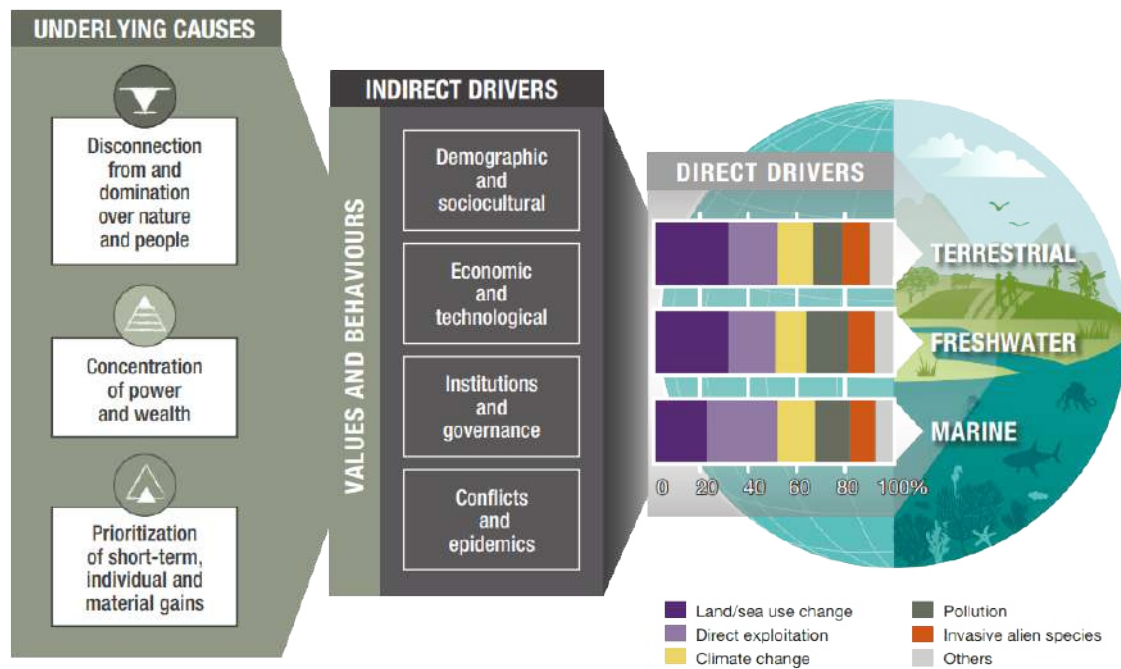 UNDERLYING CAUSES
Disconnection
from and
domination
over nature
and people
Concentration
of power
and wealth
Prioritization
of short-term,
individual and
material gains
INDIRECT DRIVERS
VALUES AND BEHAVIOURS
Demographic
and
sociocultural
Economic
and
technological
Institutions
and
governance
Conflicts
and
epidemics
DIRECT DRIVERS
TERRESTRIAL
FRESHWATER
MARINE
0 20 40 60 80 100%
Land/sea use change
Direct exploitation
Climate change
Pollution
Invasive alien species
Others